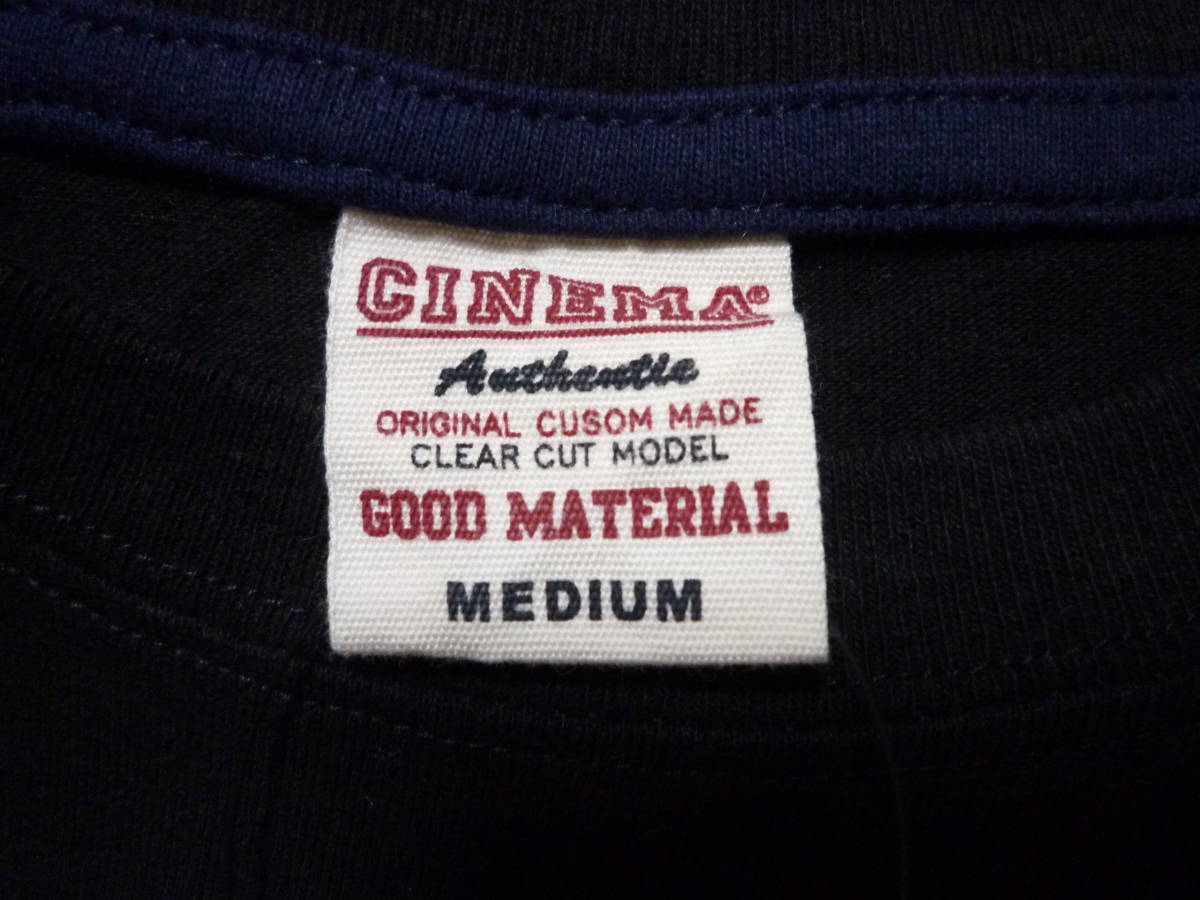 CINEMA®
Authentic
ORIGINAL CUSOM MADE
CLEAR CUT MODEL
GOOD MATERIAL
MEDIUM